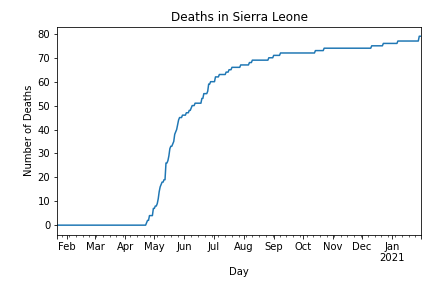 Deaths in Sierra Leone
Number of Deaths
80
70
60
50
40
30
20
10
0
Feb Mar Apr May Jun Jul Aug Sep Oct Nov Dec Jan
2021
Day